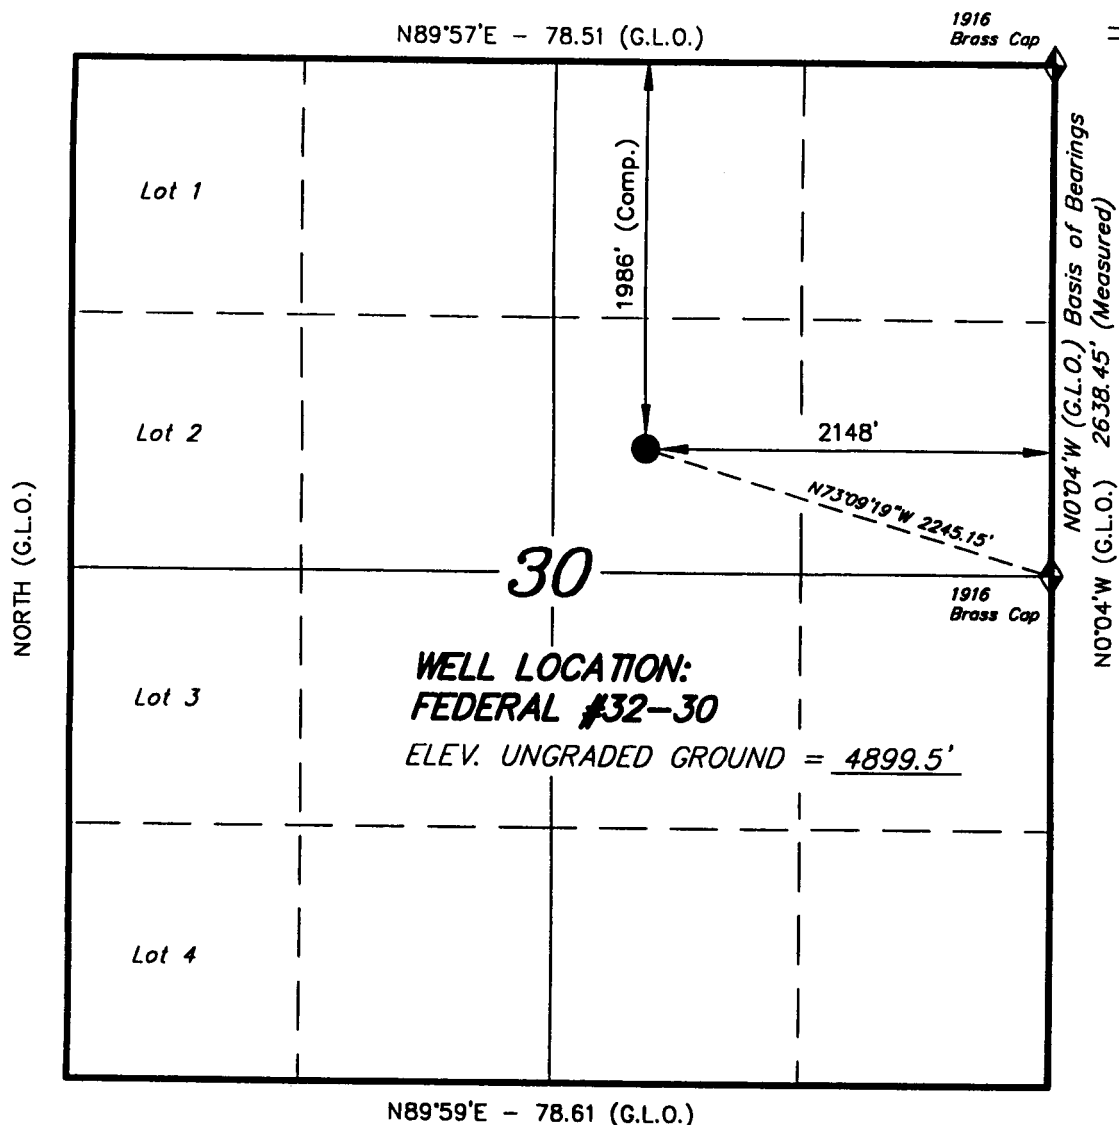 N89°57'E - 78.51 (G.L.O.)
1916
Brass Cap
Lot 1
1986' (Comp.)
N0°04'W (G.L.O.) Basis of Bearings
2638.45' (Measured)
Lot 2
2148'
N73°09'19"W 2245.15'
NORTH (G.L.O.)
30
1916
Brass Cap
N0°04'W (G.L.O.)
WELL LOCATION:
FEDERAL #32-30
Lot 3
ELEV. UNGRADED GROUND = 4899.5'
Lot 4
N89°59'E - 78.61 (G.L.O.)